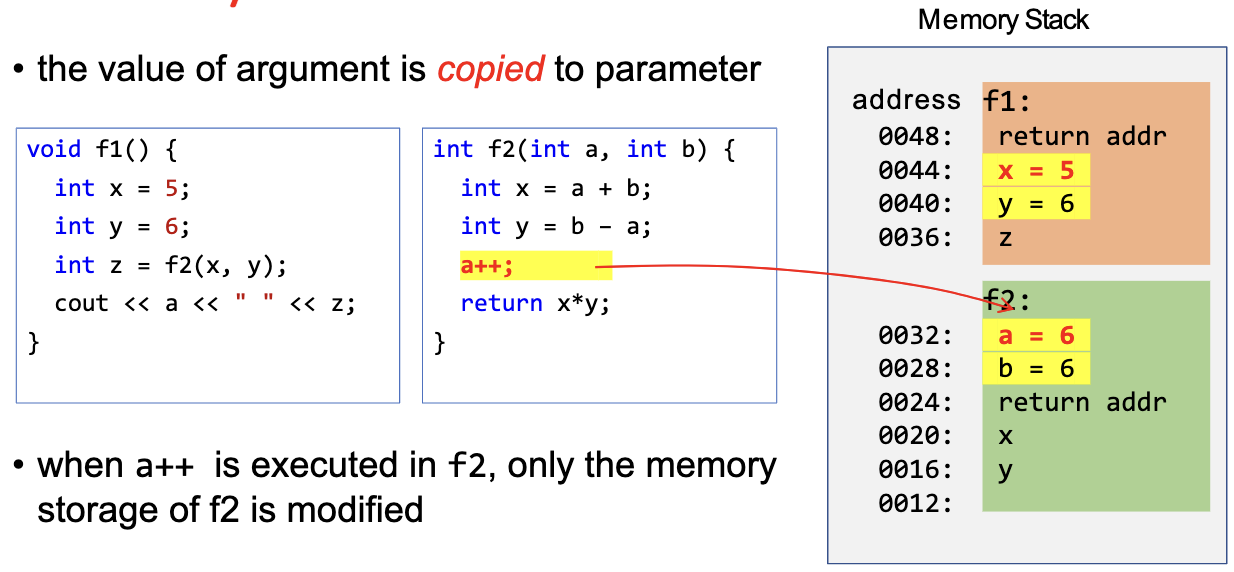 Memory Stack
• the value of argument is copied to parameter
void f1() {
int x = 5;
int y = 6;
int z = f2(x, y);
cout << a << " " << z;
}
int f2(int a, int b) {
int x = a + b;
int y = b – a;
a++;
return x*y;
}
• when a++ is executed in f2, only the memory
storage of f2 is modified
address f1:
0048: return addr
0044: x = 5
0040: y = 6
0036: z
f2:
0032: a = 6
0028: b = 6
0024: return addr
0020: x
0016: y
0012: